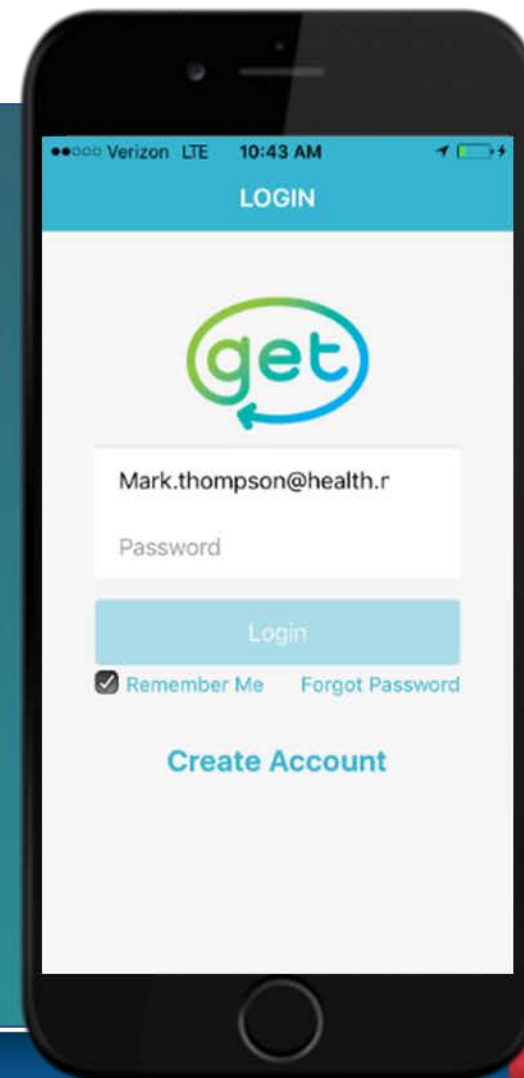 Verizon LTE 10:43 AM
LOGIN
get
Mark.thompson@health.r
Password
Login
Remember Me Forgot Password
Create Account